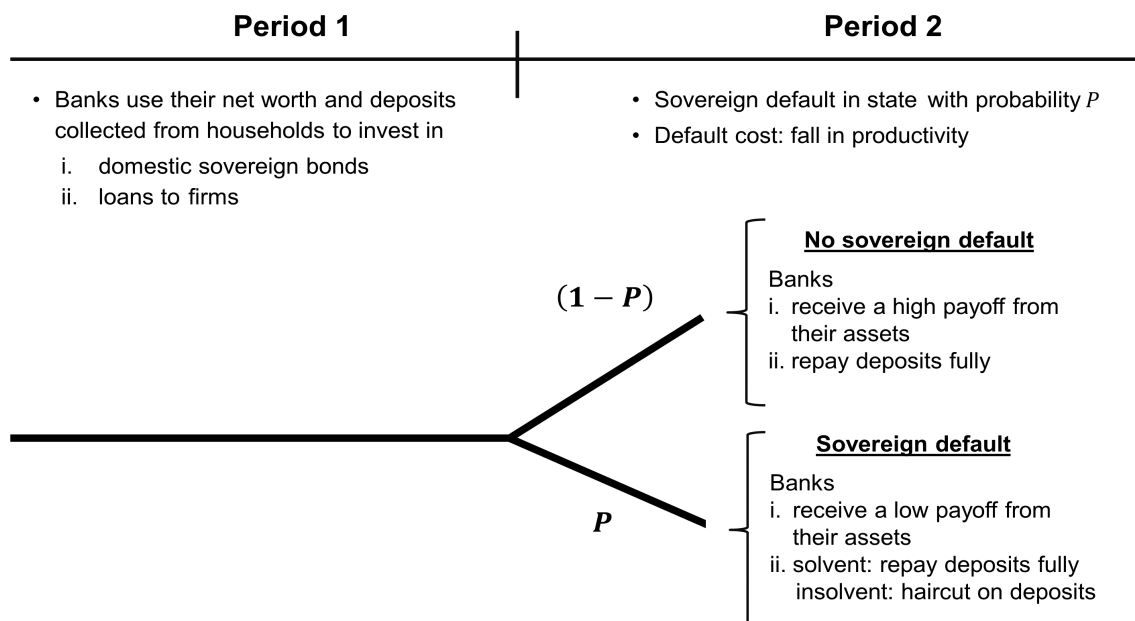 Period 1
Period 2
• Banks use their net worth and deposits
collected from households to invest in
i. domestic sovereign bonds
ii. loans to firms
• Sovereign default in state with probability P
• Default cost: fall in productivity
(1 − P)
No sovereign default
Banks
i. receive a high payoff from
their assets
ii. repay deposits fully
P
Sovereign default
Banks
i. receive a low payoff from
their assets
ii. solvent: repay deposits fully
insolvent: haircut on deposits